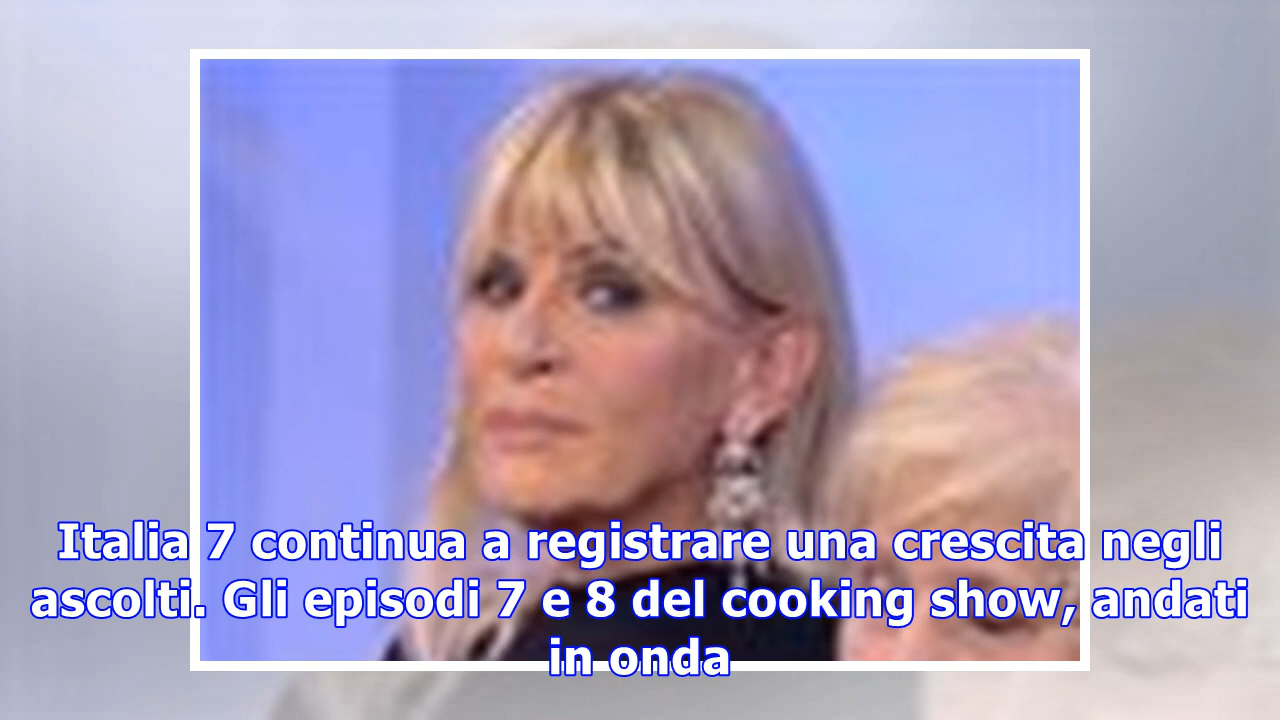 Italia 7 continua a registrare una crescita negli
ascolti. Gli episodi 7 e 8 del cooking show, andati
in onda